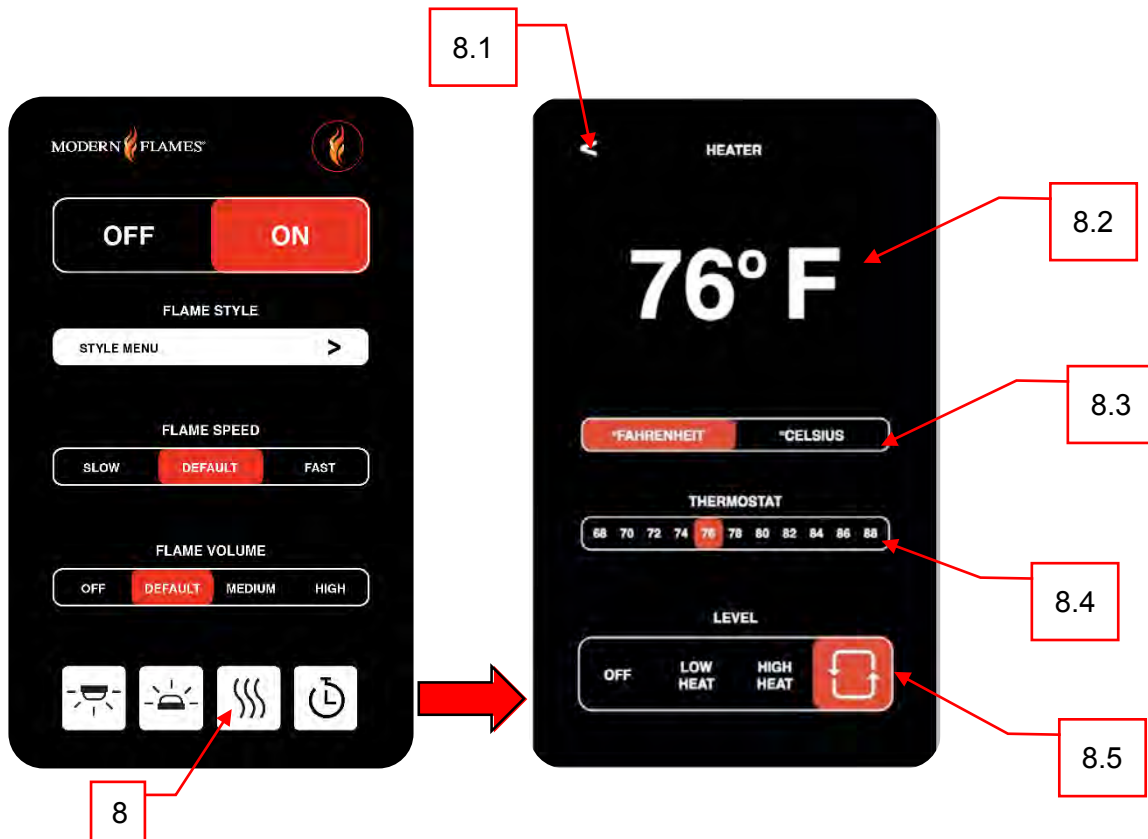 8.1
MODERN FLAMES®
OFF ON
FLAME STYLE
STYLE MENU >
FLAME SPEED
SLOW DEFAULT FAST
FLAME VOLUME
OFF DEFAULT MEDIUM HIGH
8
< HEATER
76° F
8.2
°FAHRENHEIT °CELSIUS
8.3
THERMOSTAT
68 70 72 74 76 78 80 82 84 86 88
8.4
LEVEL
OFF LOW HEAT HIGH HEAT
8.5